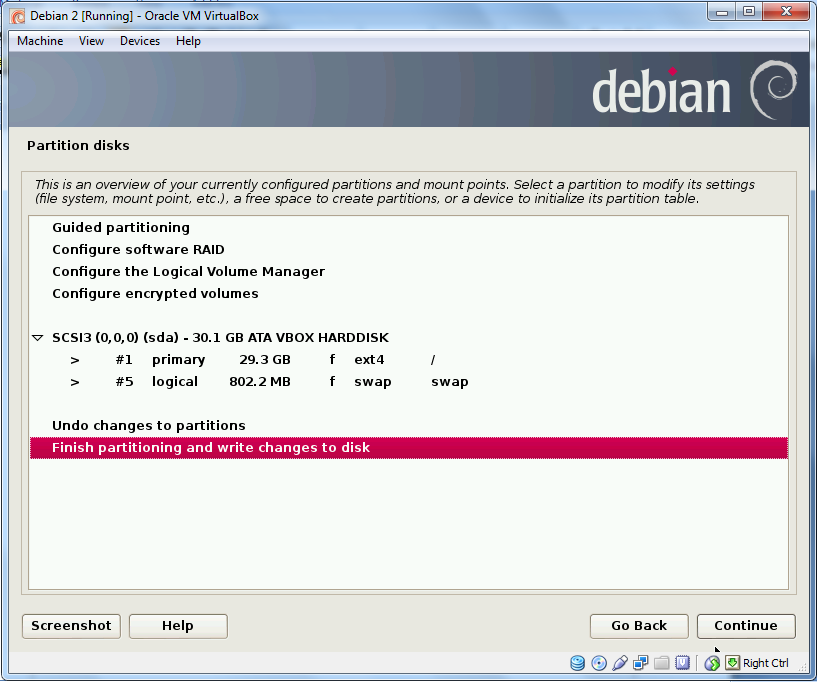 Debian 2 [Running] - Oracle VM VirtualBox
Machine View Devices Help
debian
Partition disks
This is an overview of your currently configured partitions and mount points. Select a partition to modify its settings
(file system, mount point, etc.), a free space to create partitions, or a device to initialize its partition table.
Guided partitioning
Configure software RAID
Configure the Logical Volume Manager
Configure encrypted volumes
SCSI3 (0,0,0) (sda) - 30.1 GB ATA VBOX HARDDISK
> #1 primary 29.3 GB f ext4 /
> #5 logical 802.2 MB f swap swap
Undo changes to partitions
Finish partitioning and write changes to disk
Screenshot Help Go Back Continue
Right Ctrl